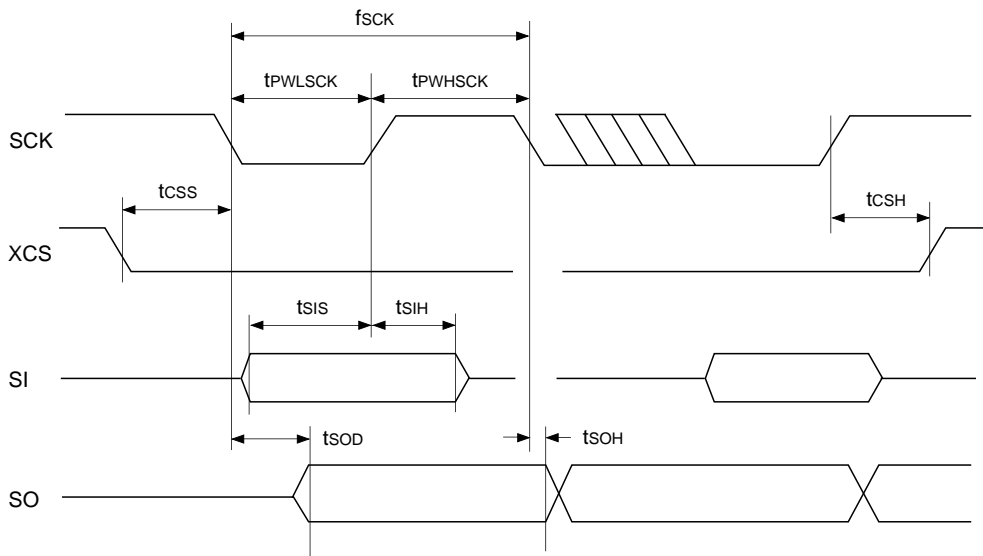 fSCK
tPWLSCK tPWHSCK
SCK
tCSS
tCSH
XCS
tSIS tSIH
SI
tSOD
tSOH
SO